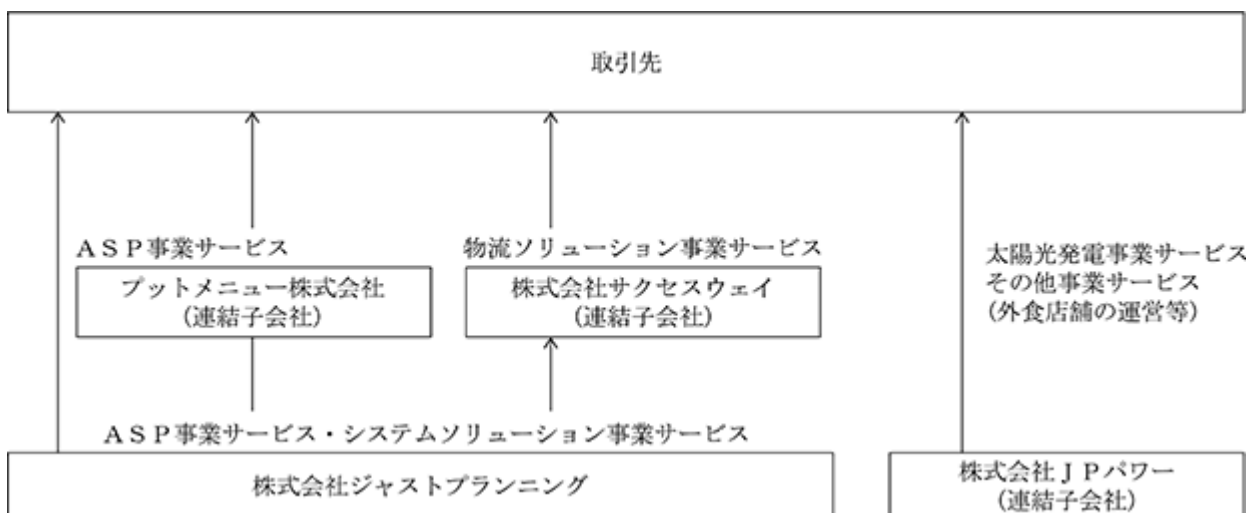 取引先
ＡＳＰ事業サービス
プットメニュー株式会社
(連結子会社)
物流ソリューション事業サービス
株式会社サクセスウェイ
(連結子会社)
太陽光発電事業サービス
その他事業サービス
(外食店舗の運営等)
ＡＳＰ事業サービス・システムソリューション事業サービス
株式会社ジャストプランニング
株式会社ＪＰパワー
(連結子会社)